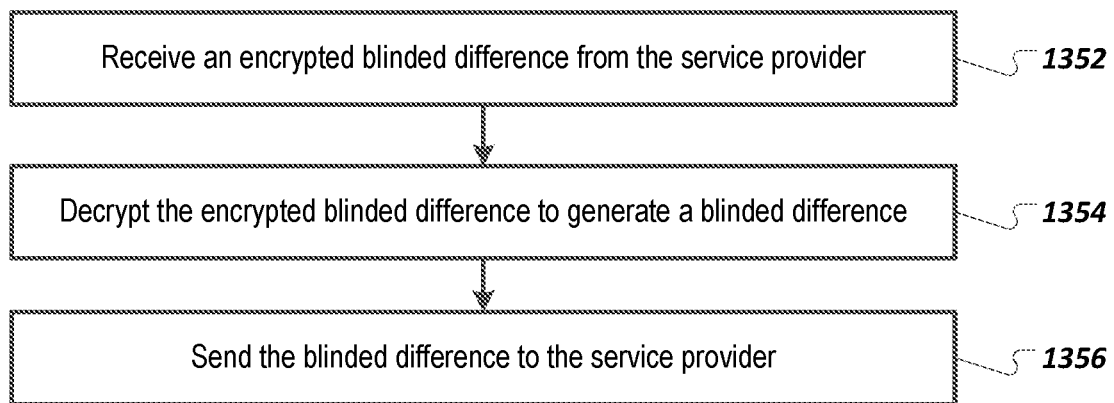 Receive an encrypted blinded difference from the service provider 1352
Decrypt the encrypted blinded difference to generate a blinded difference 1354
Send the blinded difference to the service provider 1356